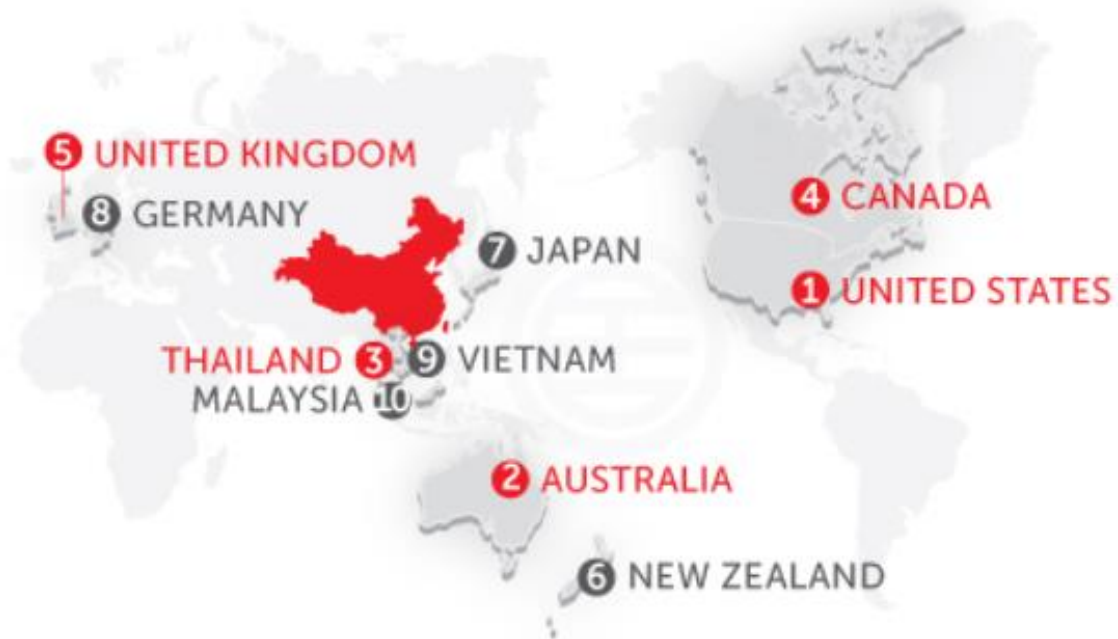 5 UNITED KINGDOM
4 CANADA
8 GERMANY
7 JAPAN
1 UNITED STATES
THAILAND 3
9 VIETNAM
MALAYSIA 10
2 AUSTRALIA
6 NEW ZEALAND